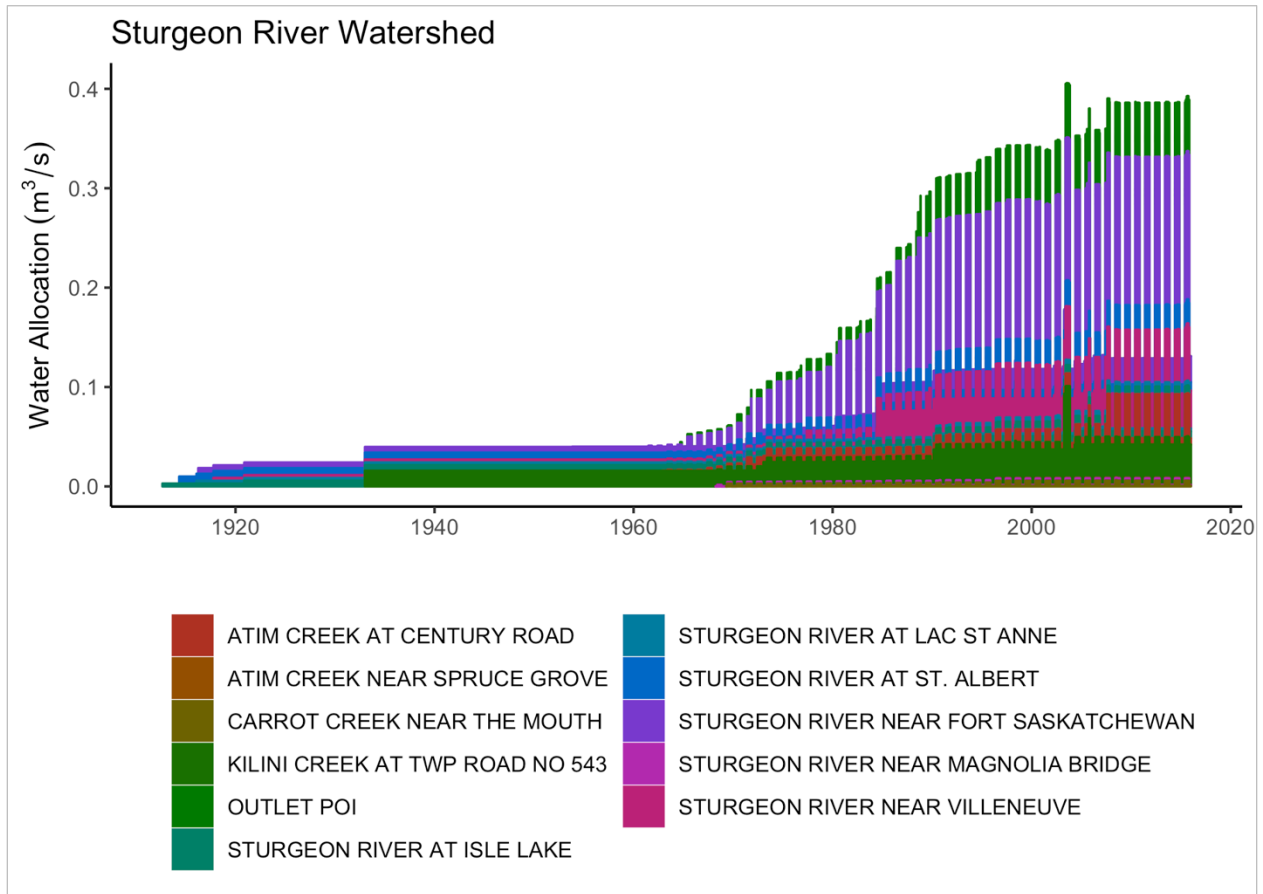 Sturgeon River Watershed
Water Allocation (m³/s)
0.4
0.3
0.2
0.1
0.0
1920 1940 1960 1980 2000 2020
ATIM CREEK AT CENTURY ROAD
ATIM CREEK NEAR SPRUCE GROVE
CARROT CREEK NEAR THE MOUTH
KILINI CREEK AT TWP ROAD NO 543
OUTLET POI
STURGEON RIVER AT ISLE LAKE
STURGEON RIVER AT LAC ST ANNE
STURGEON RIVER AT ST. ALBERT
STURGEON RIVER NEAR FORT SASKATCHEWAN
STURGEON RIVER NEAR MAGNOLIA BRIDGE
STURGEON RIVER NEAR VILLENEUVE